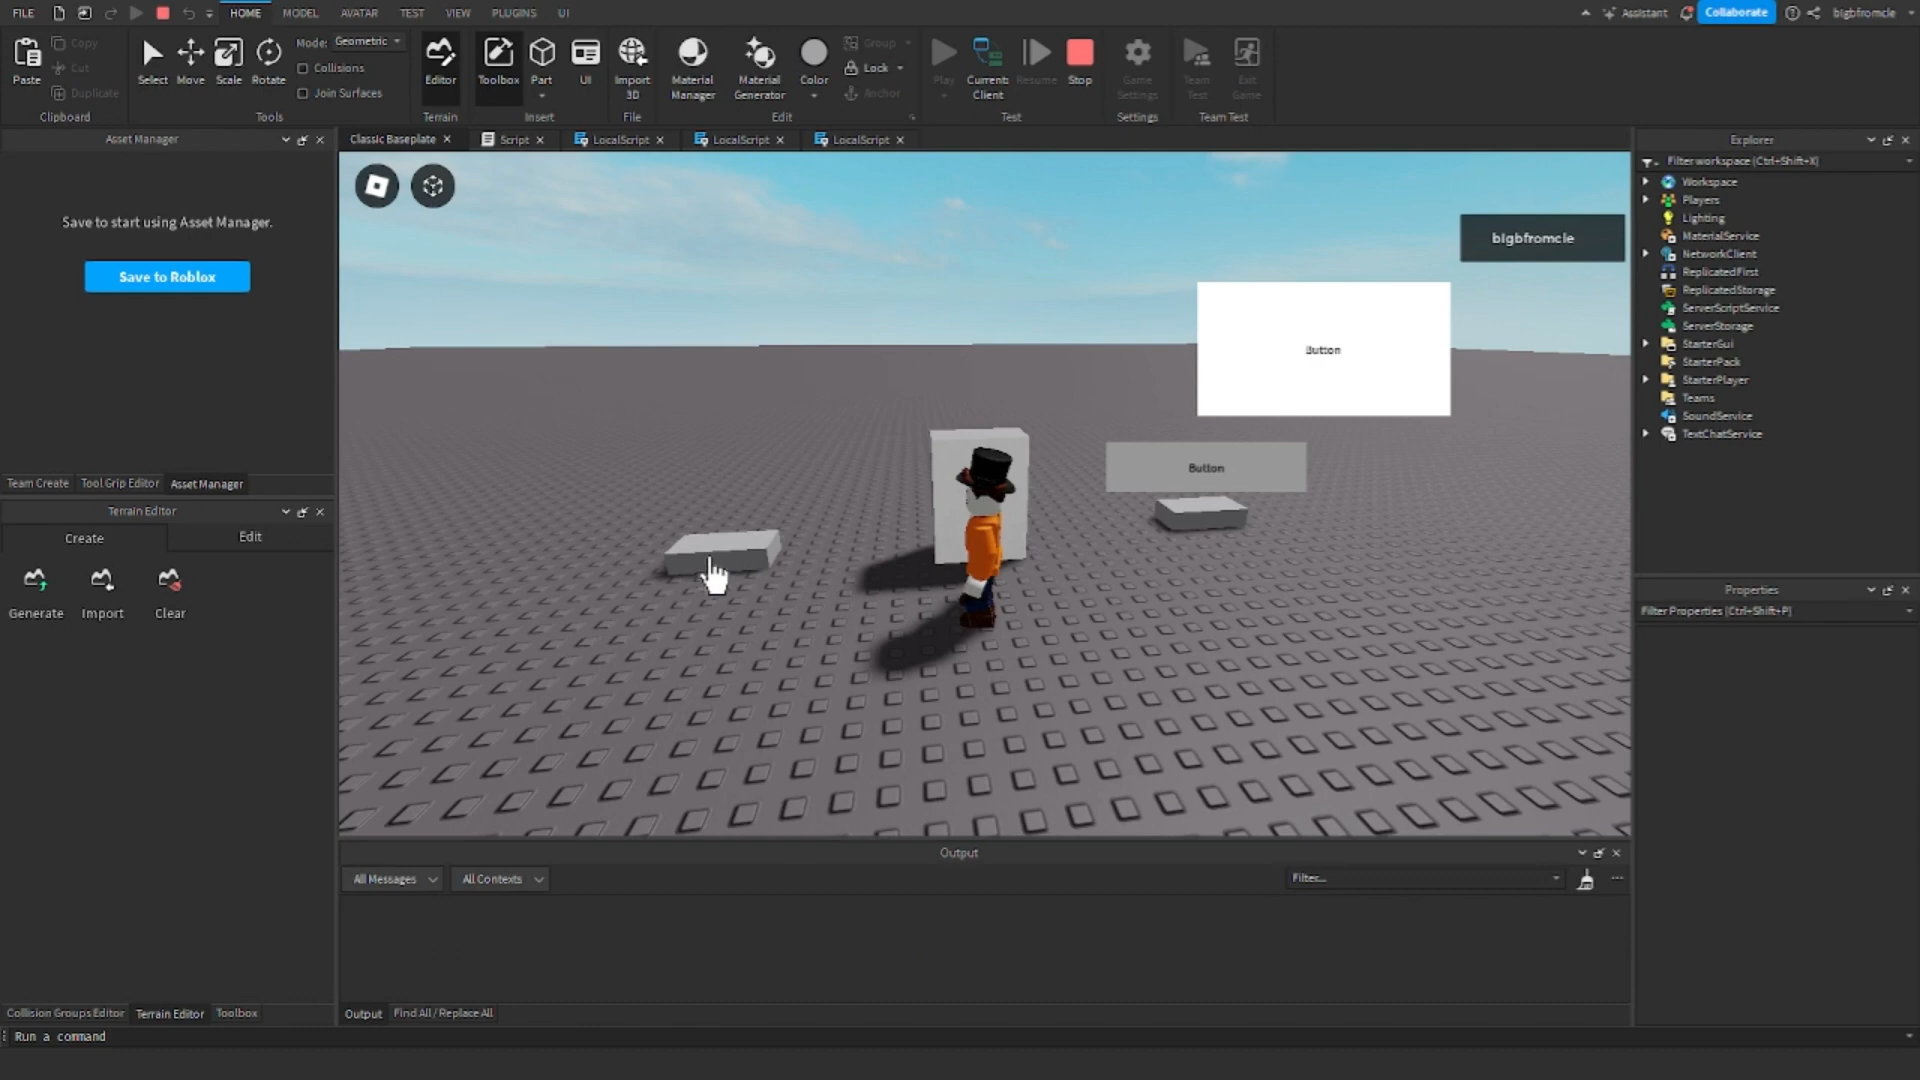 FILE HOME MODEL AVATAR TEST VIEW PLUGINS UI Assistant Collaborate bigbfromcle
Paste Copy Cut Duplicate Select Move Scale Rotate Mode: Geometric Collisions Join Surfaces Editor Toolbox Part UI Import 3D Material Manager Material Generator Color Group Lock Anchor Play Current: Client Resume Stop Game Settings Team Test Exit Game
Clipboard Tools Terrain Insert File Edit Test Settings Team Test
Asset Manager
Save to start using Asset Manager.
Save to Roblox
Team Create Tool Grip Editor Asset Manager
Terrain Editor
Create Edit
Generate Import Clear
Collision Groups Editor Terrain Editor Toolbox
Classic Baseplate Script LocalScript LocalScript LocalScript
bigbfromcle
Button
Button
Output
All Messages All Contexts Filter...
Output Find All / Replace All
Run a command
Explorer
Filter workspace (Ctrl+Shift+X)
Workspace
Players
Lighting
MaterialService
NetworkClient
ReplicatedFirst
ReplicatedStorage
ServerScriptService
ServerStorage
StarterGui
StarterPack
StarterPlayer
Teams
SoundService
TextChatService
Properties
Filter Properties (Ctrl+Shift+P)